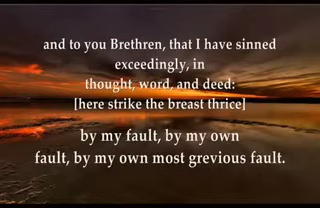 and to you Brethren, that I have sinned
exceedingly, in
thought, word, and deed:
[here strike the breast thrice]
by my fault, by my own
fault, by my own most grevious fault.